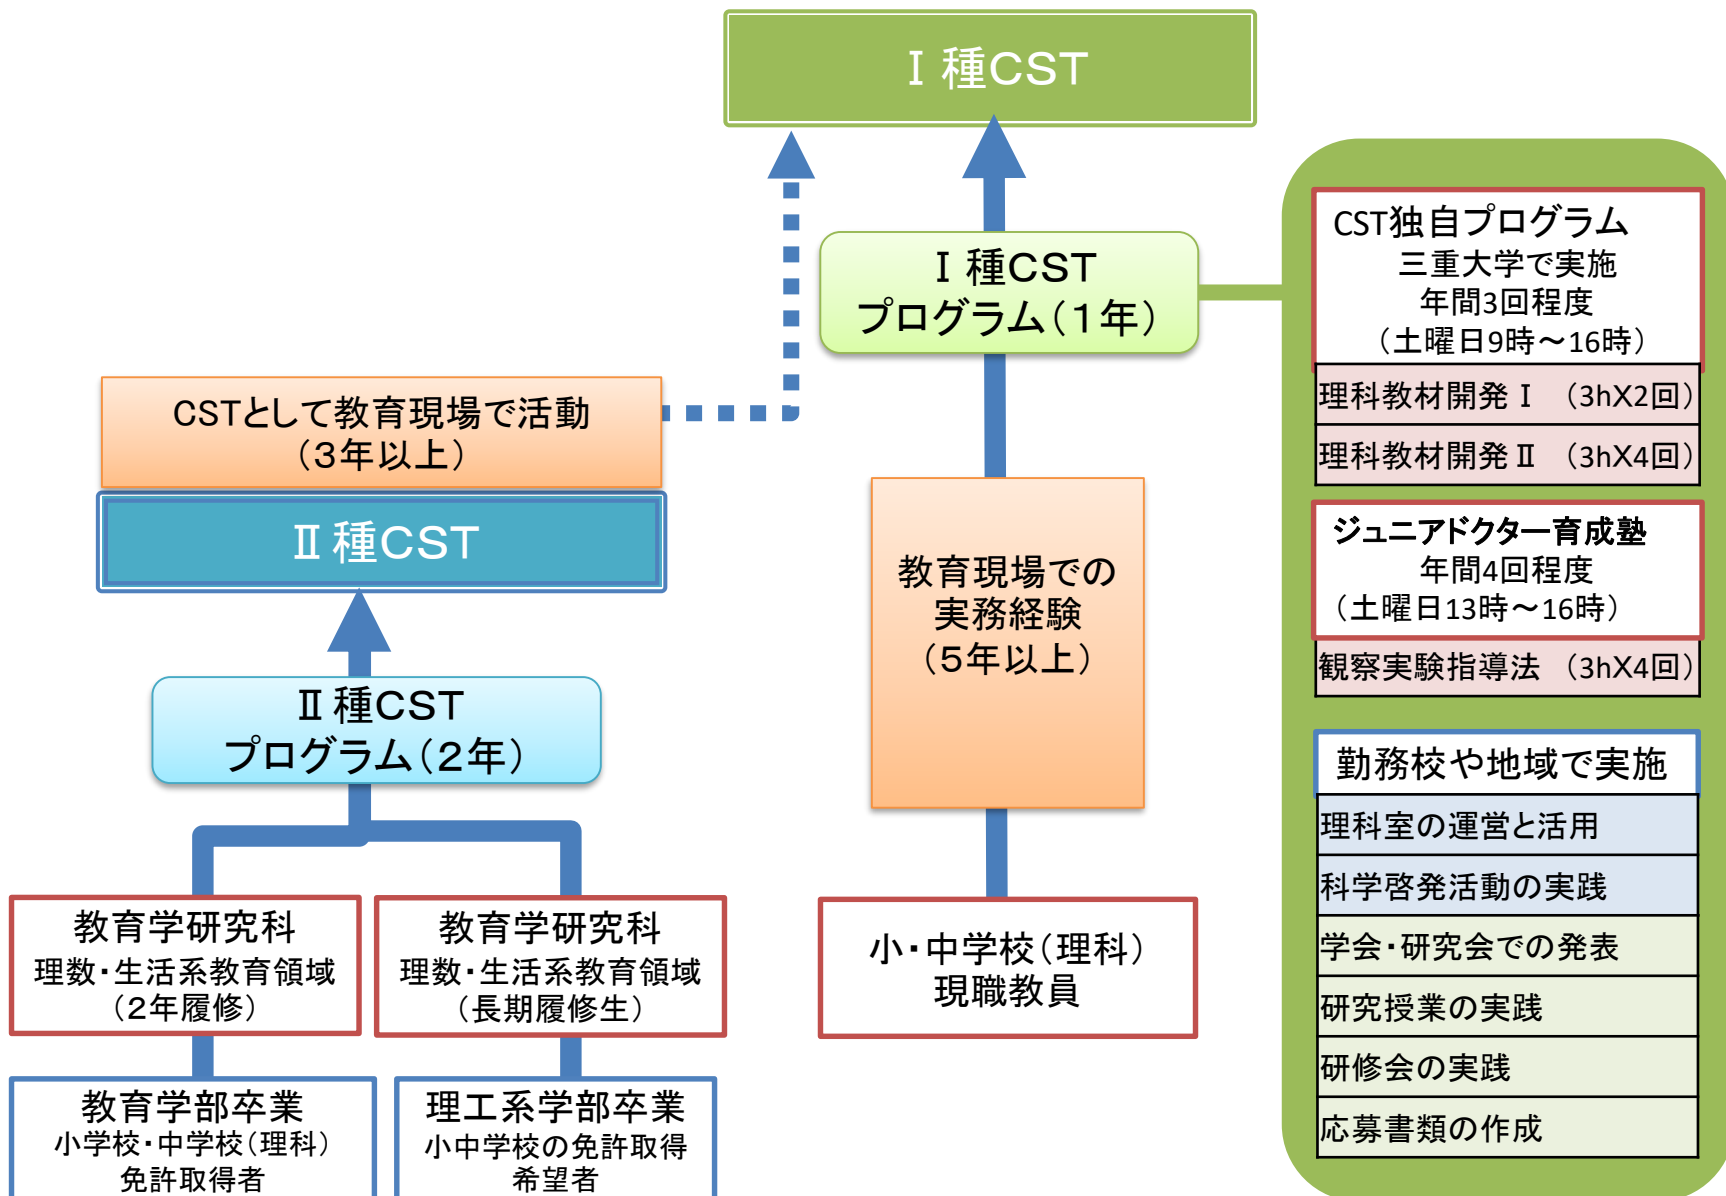 Ⅰ種CST
Ⅰ種CST
プログラム（１年）
CSTとして教育現場で活動
（３年以上）
Ⅱ種CST
Ⅱ種CST
プログラム（２年）
教育学研究科
理数・生活系教育領域
（２年履修）
教育学研究科
理数・生活系教育領域
（長期履修生）
教育学部卒業
小学校・中学校（理科）
免許取得者
理工系学部卒業
小中学校の免許取得
希望者
教育現場での
実務経験
（５年以上）
小・中学校（理科）
現職教員
CST独自プログラム
三重大学で実施
年間3回程度
（土曜日9時～16時）
理科教材開発Ⅰ （3hX2回）
理科教材開発Ⅱ （3hX4回）
ジュニアドクター育成塾
年間4回程度
（土曜日13時～16時）
観察実験指導法 （3hX4回）
勤務校や地域で実施
理科室の運営と活用
科学啓発活動の実践
学会・研究会での発表
研究授業の実践
研修会の実践
応募書類の作成